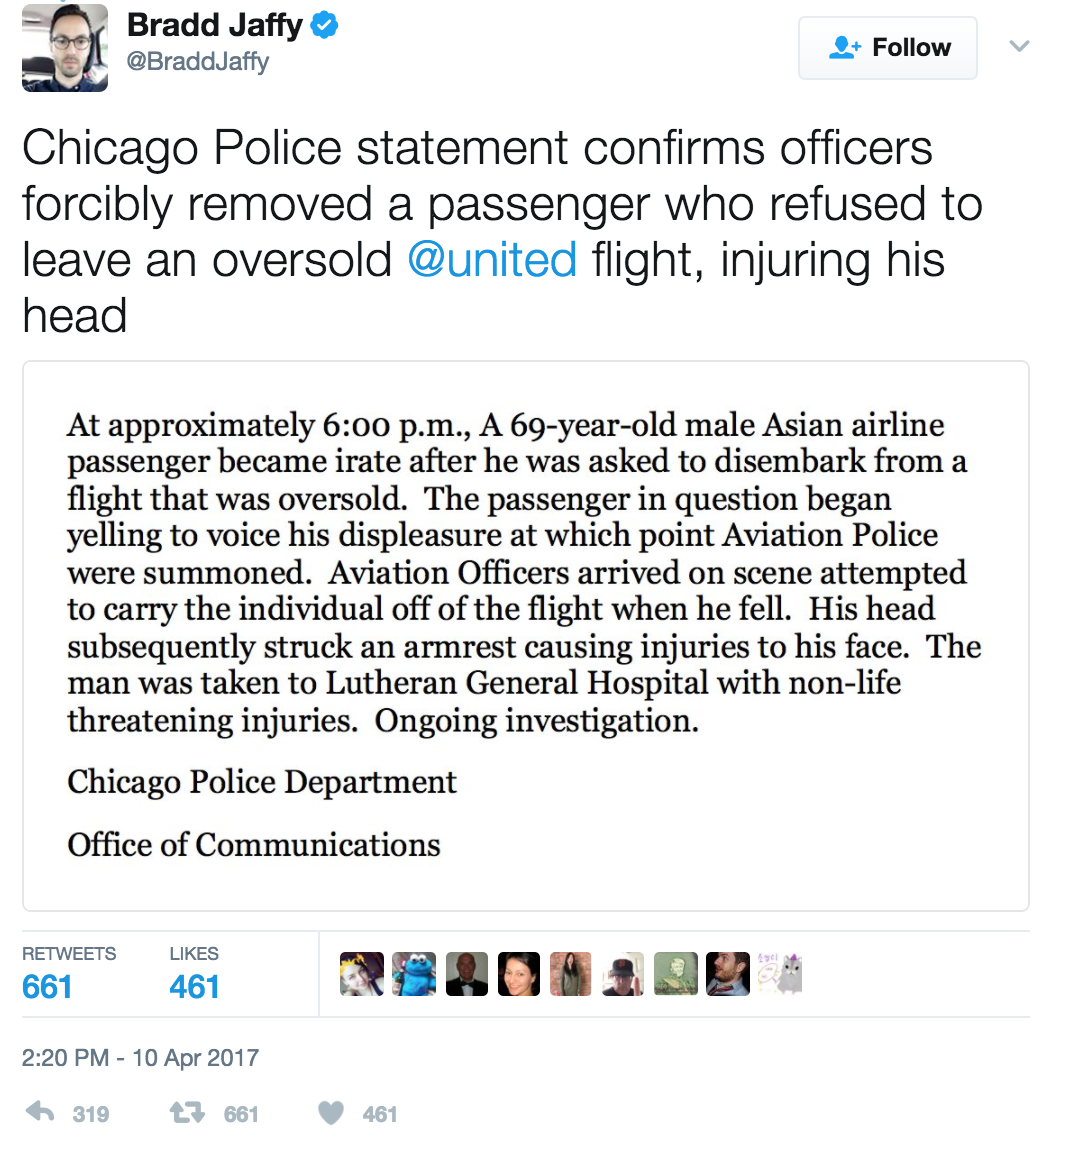 Bradd Jaffy
@BraddJaffy
Follow
Chicago Police statement confirms officers
forcibly removed a passenger who refused to
leave an oversold @united flight, injuring his
head
At approximately 6:00 p.m., A 69-year-old male Asian airline
passenger became irate after he was asked to disembark from a
flight that was oversold.  The passenger in question began
yelling to voice his displeasure at which point Aviation Police
were summoned.  Aviation Officers arrived on scene attempted
to carry the individual off of the flight when he fell.  His head
subsequently struck an armrest causing injuries to his face.  The
man was taken to Lutheran General Hospital with non-life
threatening injuries.  Ongoing investigation.
Chicago Police Department
Office of Communications
RETWEETS LIKES
661 461
2:20 PM - 10 Apr 2017
319 661 461